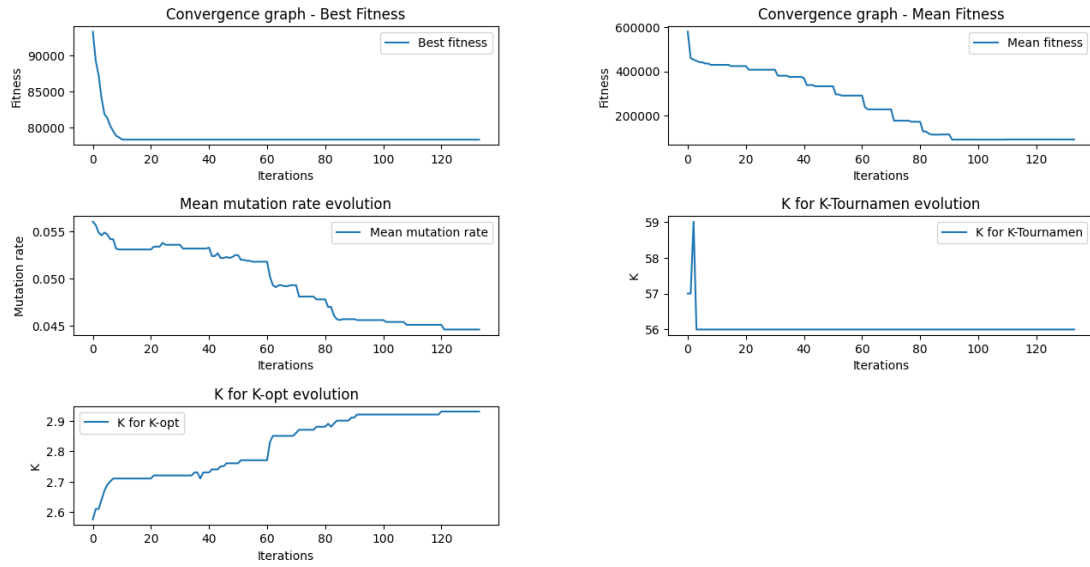 Convergence graph - Best Fitness
Fitness
90000
85000
80000
Best fitness
0 20 40 60 80 100 120
Iterations
Convergence graph - Mean Fitness
Fitness
600000
400000
200000
Mean fitness
0 20 40 60 80 100 120
Iterations
Mean mutation rate evolution
Mutation rate
0.055
0.050
0.045
Mean mutation rate
0 20 40 60 80 100 120
Iterations
K for K-Tournamen evolution
K
59
58
57
56
K for K-Tournamen
0 20 40 60 80 100 120
Iterations
K for K-opt evolution
K
2.9
2.8
2.7
2.6
K for K-opt
0 20 40 60 80 100 120
Iterations